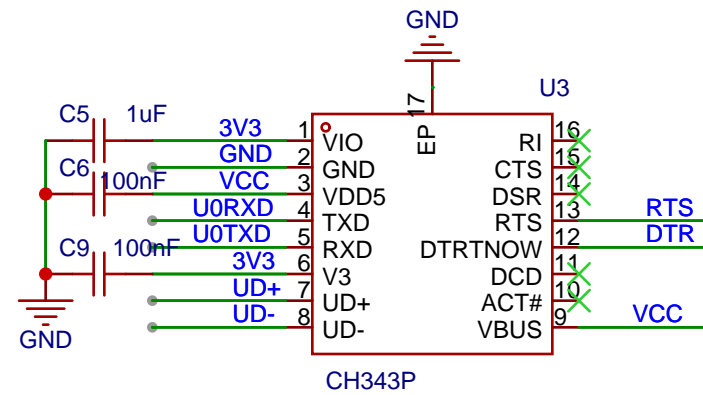 GND
U3
17
EP
C5 1uF
3V3 1 VIO
GND 2 GND
C6 100nF VCC 3 VDD5
U0RXD 4 TXD
U0TXD 5 RXD
C9 100nF
3V3 6 V3
UD+ 7 UD+
UD- 8 UD-
GND
RI 16
CTS 15
DSR 14
RTS 13 RTS
DTRTNOW 12 DTR
DCD 11
ACT# 10
VBUS 9 VCC
CH343P